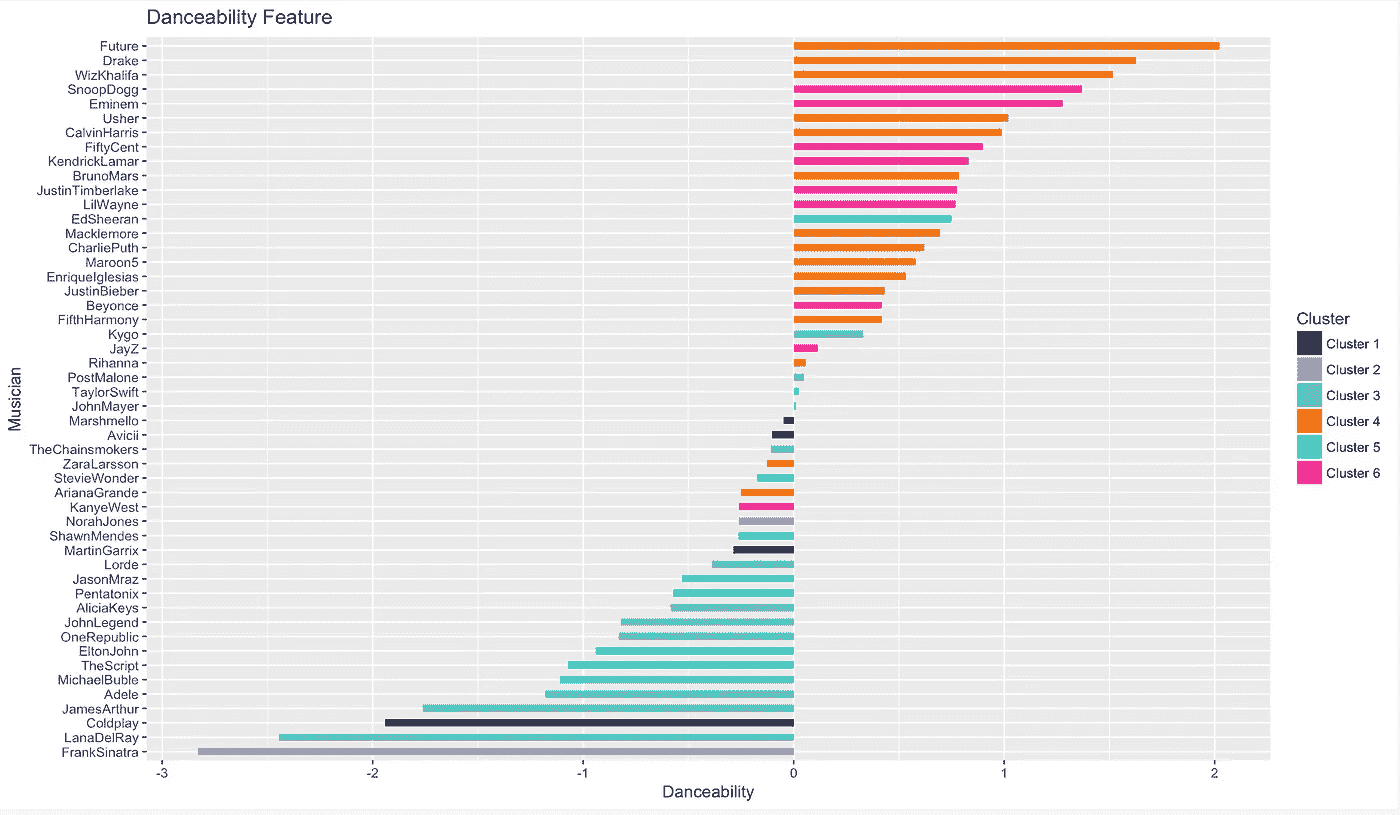 Danceability Feature
Future
Drake
WizKhalifa
SnoopDogg
Eminem
Usher
CalvinHarris
FiftyCent
KendrickLamar
BrunoMars
JustinTimberlake
LilWayne
EdSheeran
Macklemore
CharliePuth
Maroon5
EnriqueIglesias
JustinBieber
Beyonce
FifthHarmony
Kygo
JayZ
Rihanna
PostMalone
TaylorSwift
JohnMayer
Marshmello
Avicii
TheChainsmokers
ZaraLarsson
StevieWonder
ArianaGrande
KanyeWest
NorahJones
ShawnMendes
MartinGarrix
Lorde
JasonMraz
Pentatonix
AliciaKeys
JohnLegend
OneRepublic
EltonJohn
TheScript
MichaelBuble
Adele
JamesArthur
Coldplay
LanaDelRay
FrankSinatra
Musician
-3 -2 -1 0 1 2
Danceability
Cluster
Cluster 1
Cluster 2
Cluster 3
Cluster 4
Cluster 5
Cluster 6